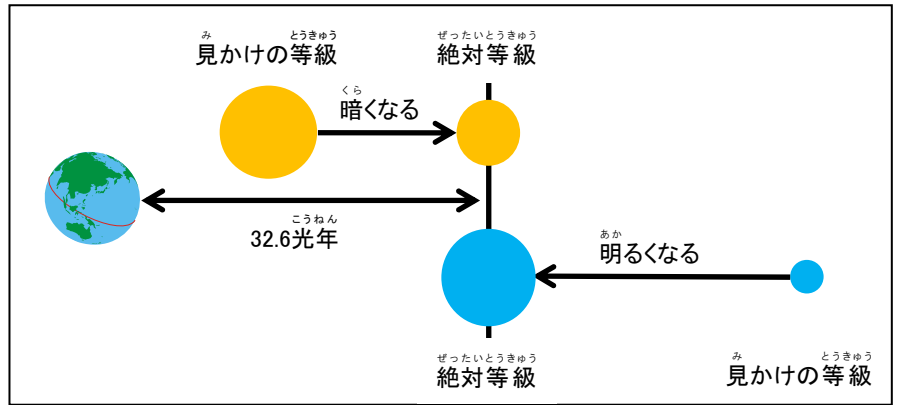 み とうきゅう
見かけの等級
ぜったいとうきゅう
絶対等級
くら
暗くなる
こうねん
32.6光年
あか
明るくなる
ぜったいとうきゅう
絶対等級
み とうきゅう
見かけの等級